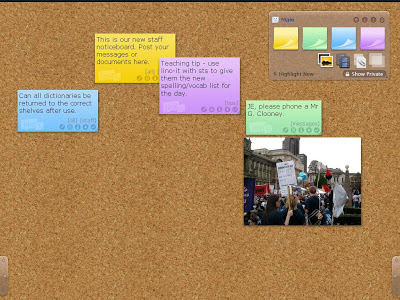 This is our new staff
noticeboard. Post your
messages or
documents here.
[all]
Teaching tip - use
lino-it with sts to give
them the new
spelling/vocab list for
the day.
[tips]
Can all dictionaries be
returned to the correct
shelves after use.
[all] [staff]
JE, please phone a Mr
G. Clooney.
[messages]
Highlight New
Show Private